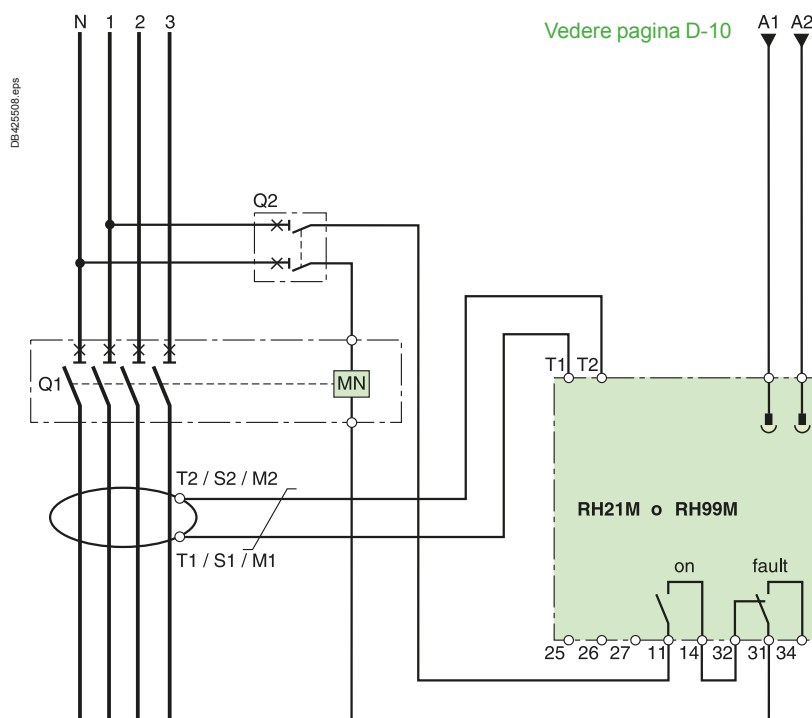 N 1 2 3
Vedere pagina D-10
A1 A2
DB425508.eps
Q2
T1 T2
Q1
MN
T2 / S2 / M2
RH21M o RH99M
T1 / S1 / M1
on fault
25 26 27 11 14 32 31 34